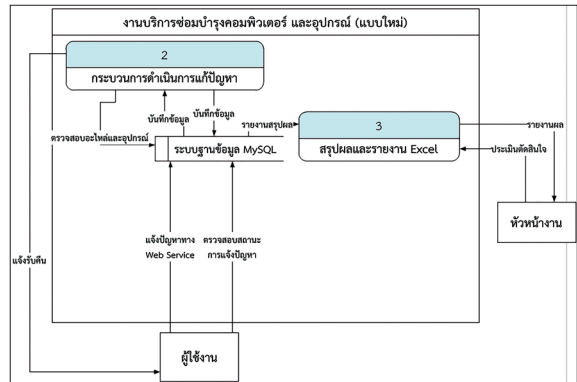 งานบริการซ่อมบำรุงคอมพิวเตอร์ และอุปกรณ์ (แบบใหม่)
2
กระบวนการดำเนินการแก้ปัญหา
บันทึกข้อมูล
บันทึกข้อมูล
ตรวจสอบอะไหล่และอุปกรณ์
ระบบฐานข้อมูล MySQL
รายงานสรุปผล
3
สรุปผลและรายงาน Excel
รายงานผล
ประเมินตัดสินใจ
หัวหน้างาน
แจ้งปัญหาทาง
Web Service
ตรวจสอบสถานะ
การแจ้งปัญหา
แจ้งรับคืน
ผู้ใช้งาน